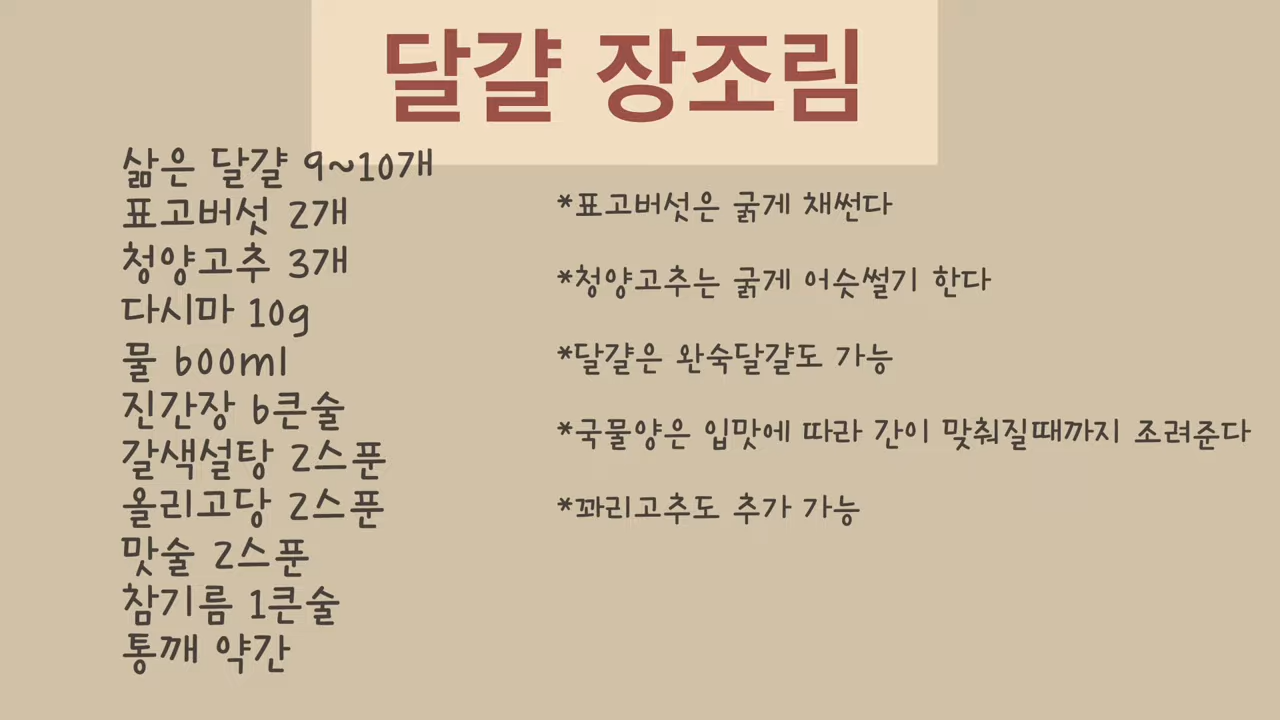 달걀 장조림
삶은 달걀 9~10개
표고버섯 2개
청양고추 3개
다시마 10g
물 600ml
진간장 6큰술
갈색설탕 2스푼
올리고당 2스푼
맛술 2스푼
참기름 1큰술
통깨 약간
*표고버섯은 굵게 채썬다
*청양고추는 굵게 어슷썰기 한다
*달걀은 완숙달걀도 가능
*국물양은 입맛에 따라 간이 맞춰질때까지 조려준다
*꽈리고추도 추가 가능